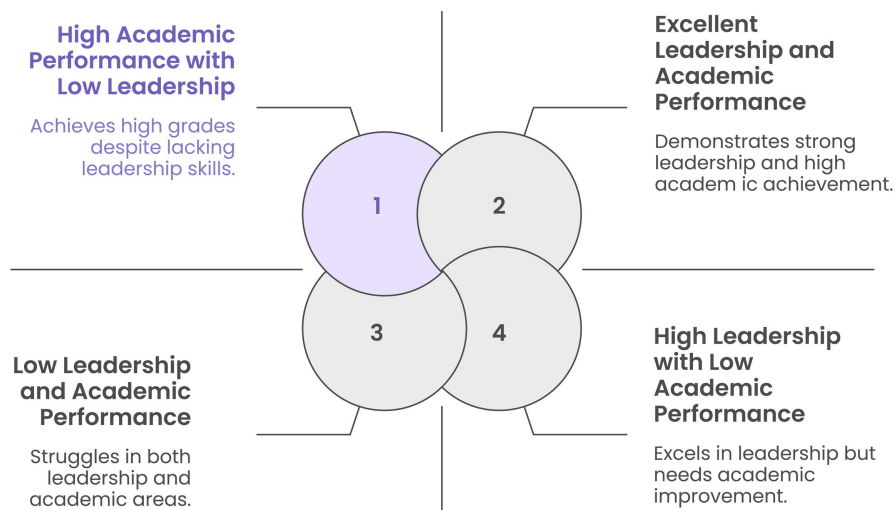 High Academic
Performance with
Low Leadership
Achieves high grades
despite lacking
leadership skills.
Excellent
Leadership and
Academic
Performance
Demonstrates strong
leadership and high
academ ic achievement.
1
2
3
4
Low Leadership
and Academic
Performance
Struggles in both
leadership and
academic areas.
High Leadership
with Low
Academic
Performance
Excels in leadership but
needs academic
improvement.